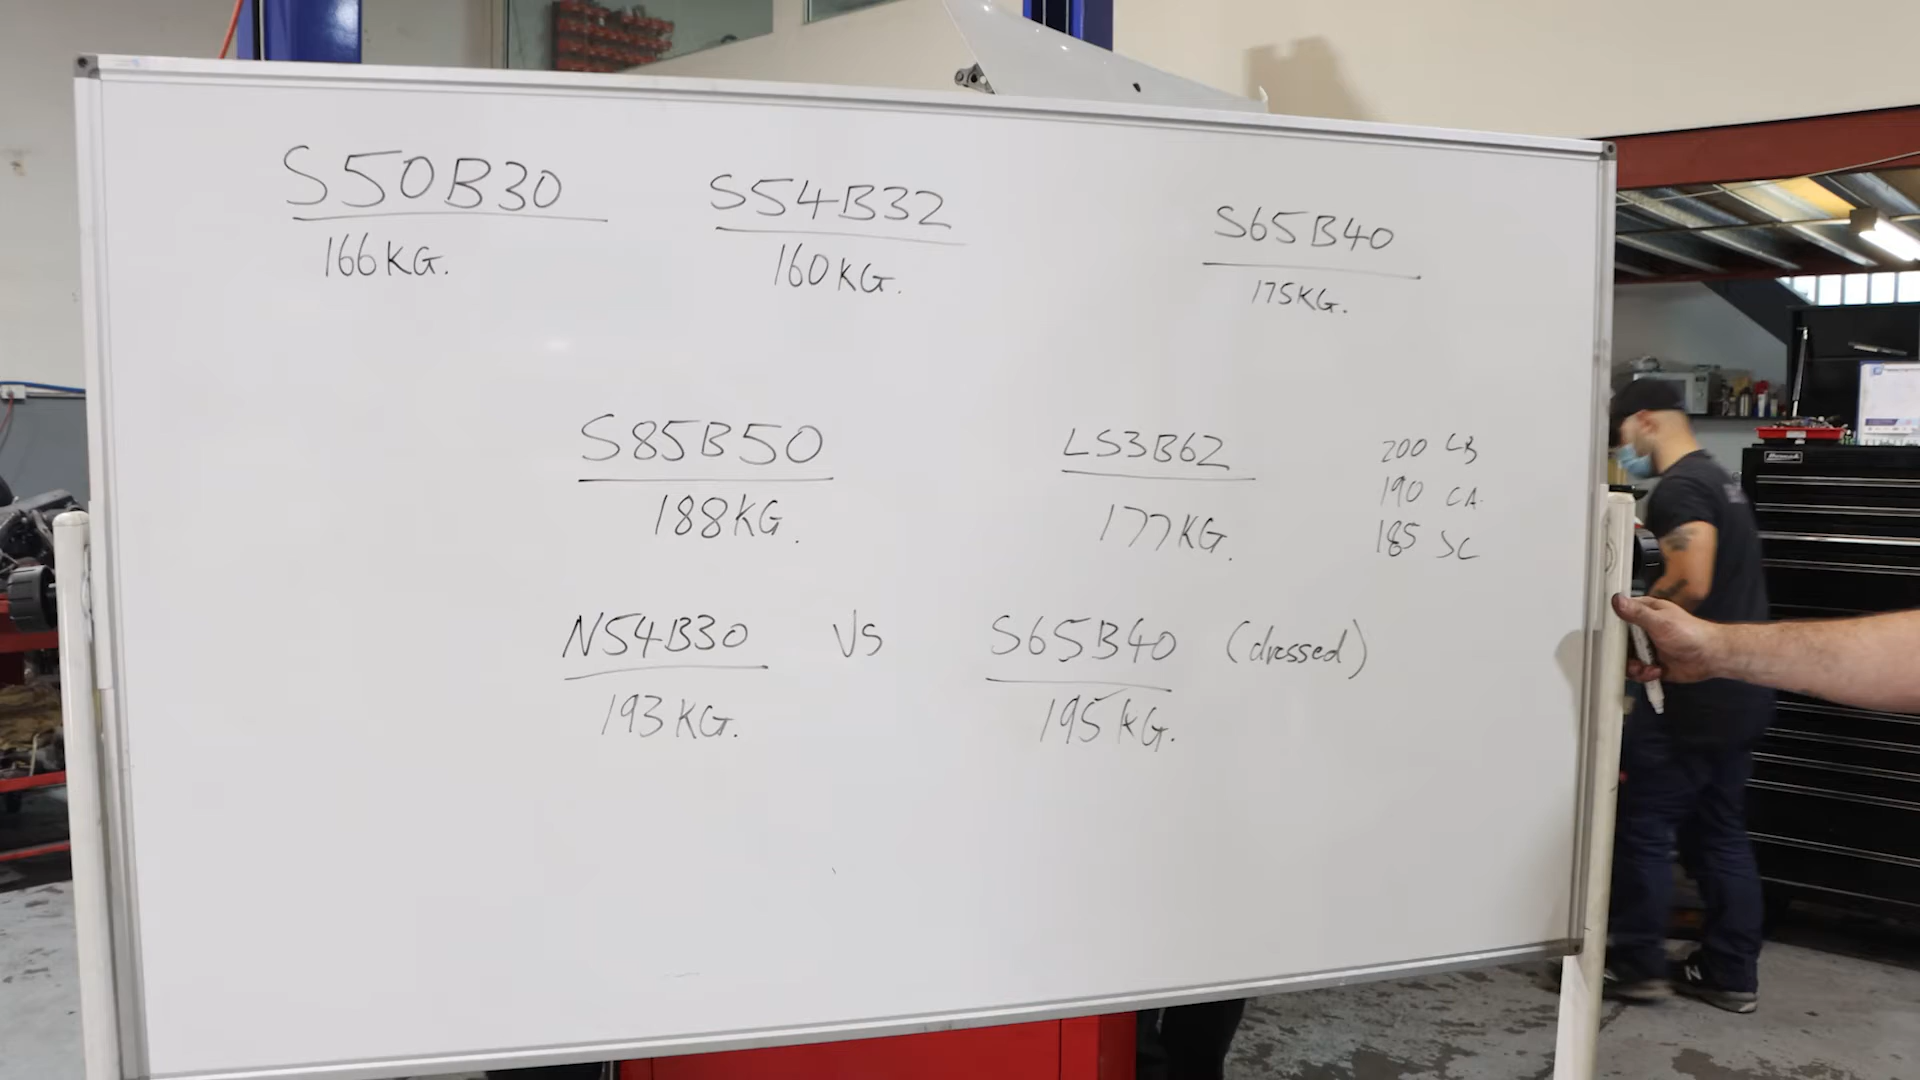 S50B30
166KG.
S54B32
160KG.
S65B40
175KG.
S85B50
188KG.
LS3B62
177KG.
200 LB
190 CA.
185 SC
N54B30 VS S65B40 (dressed)
193KG.
195KG.